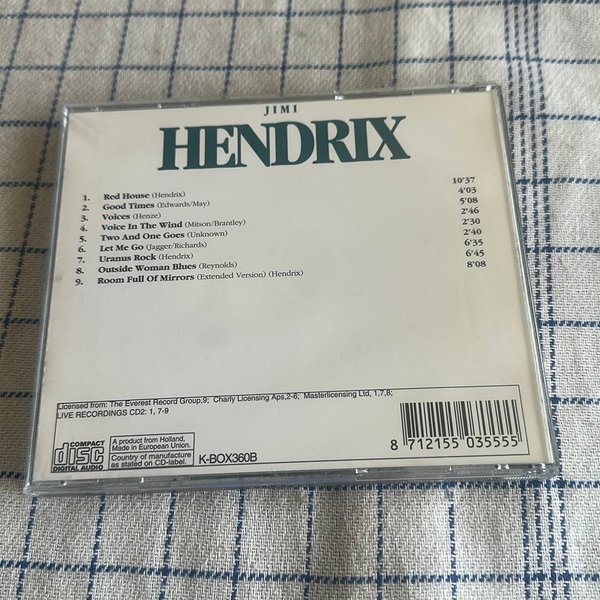 JIMI
HENDRIX
1. Red House (Hendrix) 10'37
2. Good Times (Edwards/May) 4'03
3. Voices (Henze) 5'08
4. Voice In The Wind (Mitson/Brantley) 2'46
5. Two And One Goes (Unknown) 2'30
6. Let Me Go (Jagger/Richards) 2'40
7. Uranus Rock (Hendrix) 6'35
8. Outside Woman Blues (Reynolds) 6'45
9. Room Full Of Mirrors (Extended Version) (Hendrix) 8'08
Licensed from: The Everest Record Group,9; Charly Licensing Aps,2-6; Masterlicensing Ltd, 1,7,8;
LIVE RECORDINGS CD2: 1, 7-9
COMPACT
disc
DIGITAL AUDIO
A product from Holland,
Made in European Union.
Country of manufacture
as stated on CD-label.
K-BOX360B
8 712155 035555